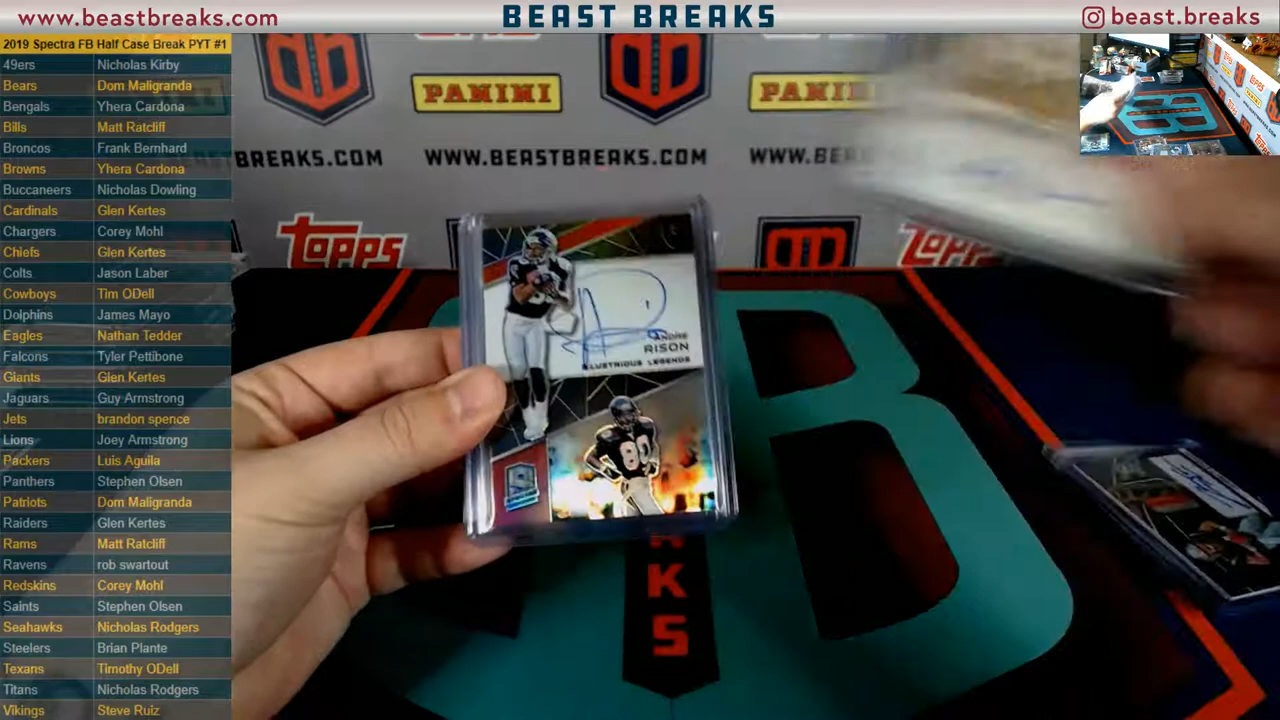 www.beastbreaks.com
BEAST BREAKS
beast.breaks
2019 Spectra FB Half Case Break PYT #1
49ers Nicholas Kirby
Bears Dom Maligranda
Bengals Yhera Cardona
Bills Matt Ratcliff
Broncos Frank Bernhard
Browns Yhera Cardona
Buccaneers Nicholas Dowling
Cardinals Glen Kertes
Chargers Corey Mohl
Chiefs Glen Kertes
Colts Jason Laber
Cowboys Tim ODell
Dolphins James Mayo
Eagles Nathan Tedder
Falcons Tyler Pettibone
Giants Glen Kertes
Jaguars Guy Armstrong
Jets brandon spence
Lions Joey Armstrong
Packers Luis Aguila
Panthers Stephen Olsen
Patriots Dom Maligranda
Raiders Glen Kertes
Rams Matt Ratcliff
Ravens rob swartout
Redskins Corey Mohl
Saints Stephen Olsen
Seahawks Nicholas Rodgers
Steelers Brian Plante
Texans Timothy ODell
Titans Nicholas Rodgers
Vikings Steve Ruiz
PANINI
PANINI
BREAKS.COM
WWW.BEASTBREAKS.COM
WWW.BEA
topps
topps
ANDRE
RISON
ILLUSTRIOUS LEGENDS
80
KS